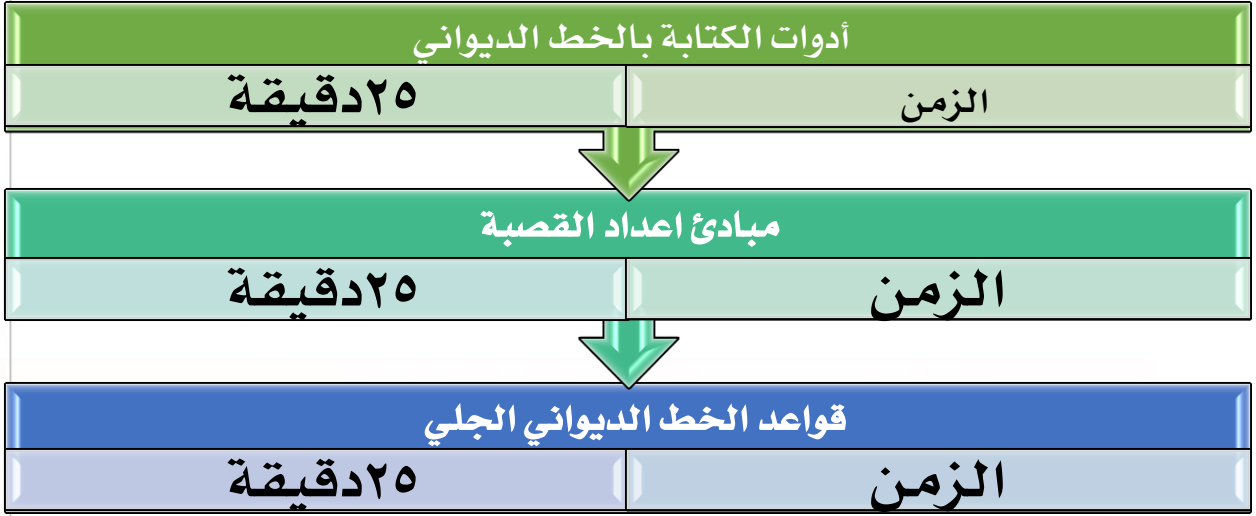 أدوات الكتابة بالخط الديواني
الزمن ٢٥دقيقة
مبادئ اعداد القصبة
الزمن ٢٥دقيقة
قواعد الخط الديواني الجلي
الزمن ٢٥دقيقة